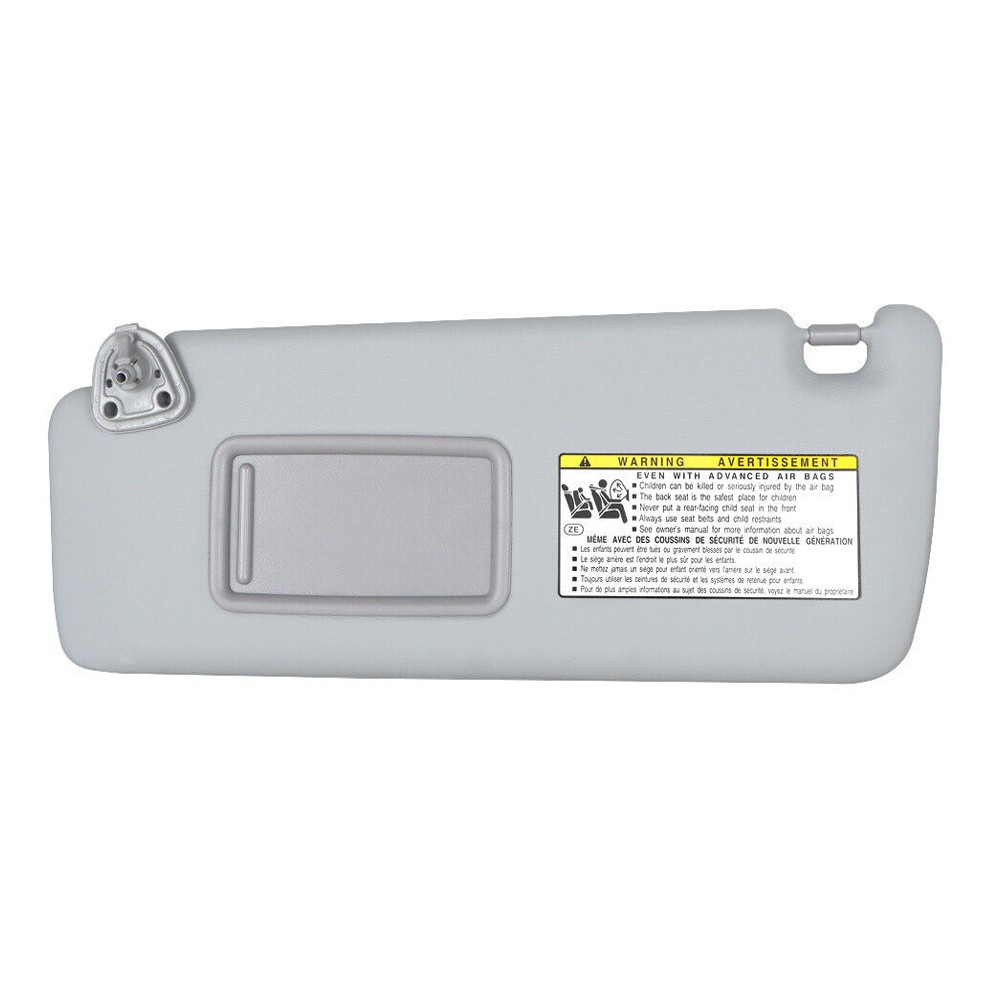 WARNING AVERTISSEMENT
EVEN WITH ADVANCED AIR BAGS
■ Children can be killed or seriously injured by the air bag
■ The back seat is the safest place for children
■ Never put a rear-facing child seat in the front
■ Always use seat belts and child restraints
■ See owner's manual for more information about air bags
ZE
MÊME AVEC DES COUSSINS DE SÉCURITÉ DE NOUVELLE GÉNÉRATION
■ Les enfants peuvent être tués ou gravement blessés par le coussin de sécurité.
■ Le siège arrière est l'endroit le plus sûr pour les enfants.
■ Ne mettez jamais un siège pour enfant orienté vers l'arrière sur le siège avant.
■ Toujours utiliser les ceintures de sécurité et les systèmes de retenue pour enfants.
■ Pour de plus amples informations au sujet des coussins de sécurité, voyez le manuel du propriétaire